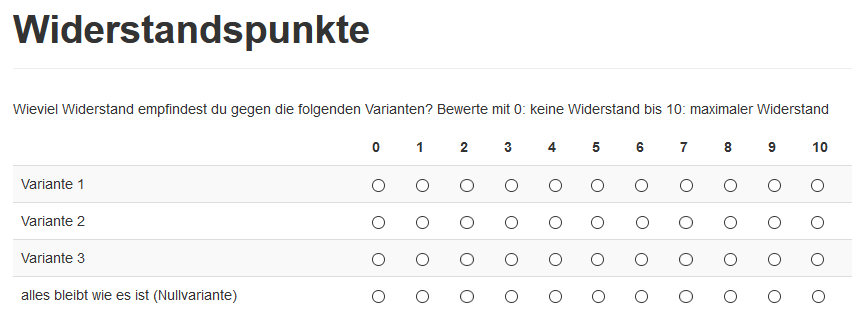 Widerstandspunkte
Wieviel Widerstand empfindest du gegen die folgenden Varianten? Bewerte mit 0: keine Widerstand bis 10: maximaler Widerstand
0 1 2 3 4 5 6 7 8 9 10
Variante 1
Variante 2
Variante 3
alles bleibt wie es ist (Nullvariante)